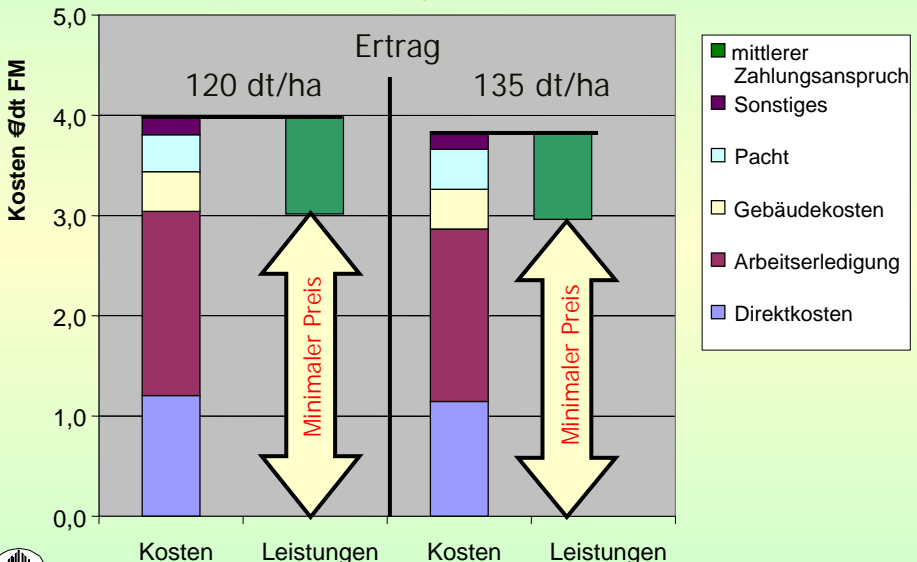 5,0
4,0
3,0
2,0
1,0
0,0
Kosten €/dt FM
Ertrag
120 dt/ha
135 dt/ha
Minimaler Preis
Minimaler Preis
Kosten
Leistungen
Kosten
Leistungen
mittlerer
Zahlungsanspruch
Sonstiges
Pacht
Gebäudekosten
Arbeitserledigung
Direktkosten